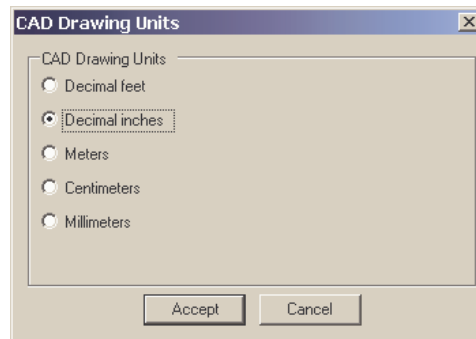 CAD Drawing Units
CAD Drawing Units
Decimal feet
Decimal inches
Meters
Centimeters
Millimeters
Accept Cancel